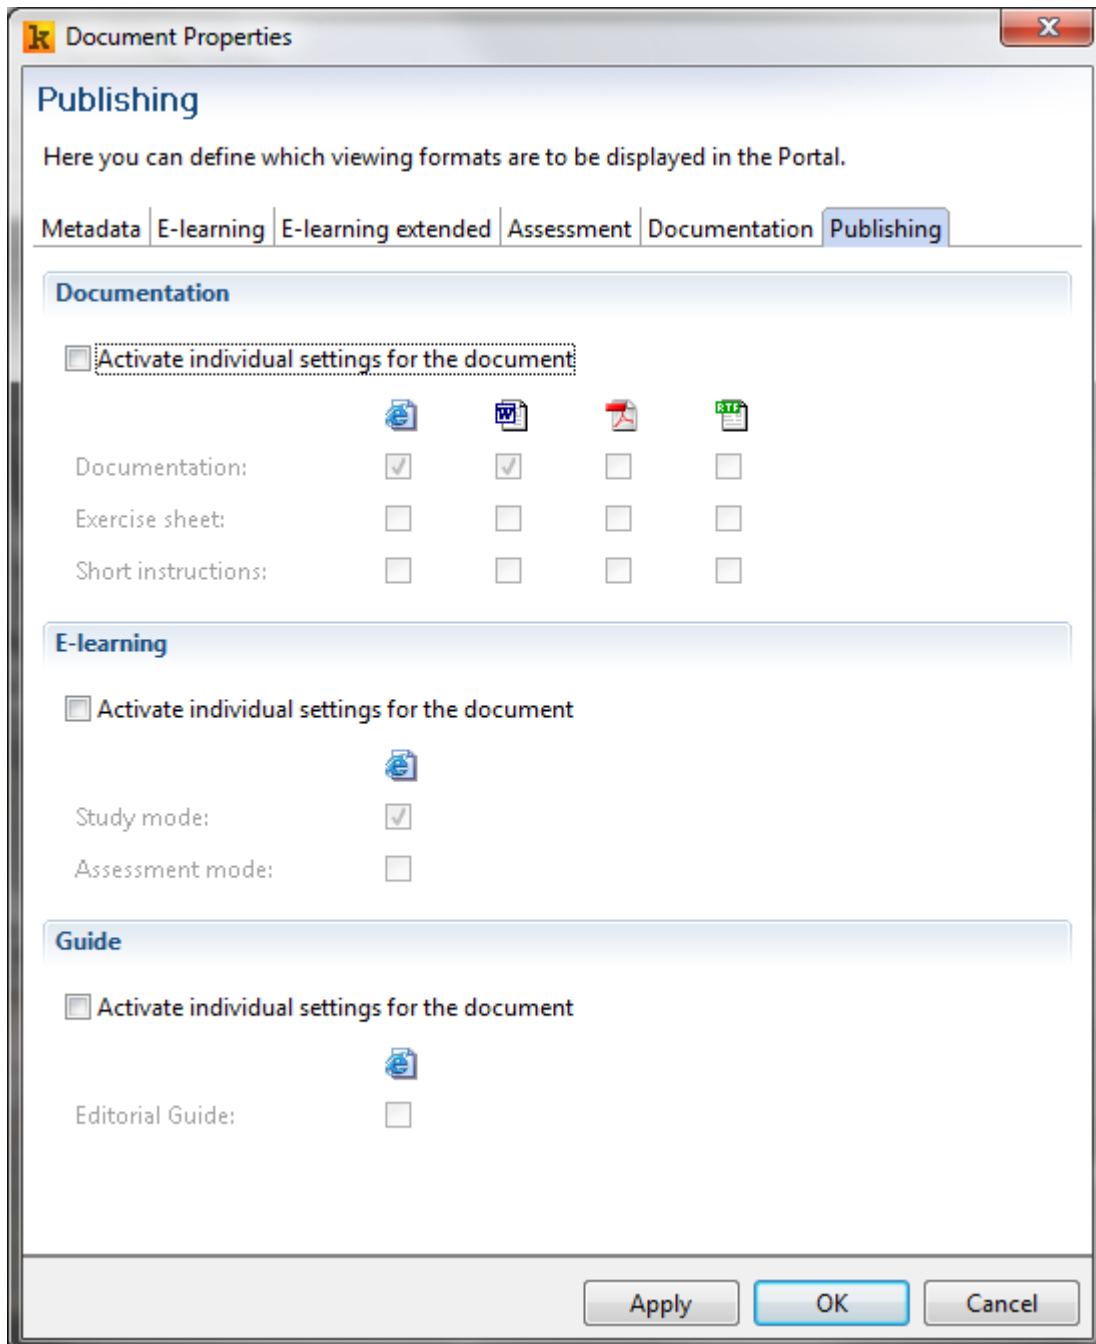 k Document Properties
Publishing
Here you can define which viewing formats are to be displayed in the Portal.
Metadata E-learning E-learning extended Assessment Documentation Publishing
Documentation
Activate individual settings for the document
W RTF
Documentation:
Exercise sheet:
Short instructions:
E-learning
Activate individual settings for the document
Study mode:
Assessment mode:
Guide
Activate individual settings for the document
Editorial Guide:
Apply OK Cancel